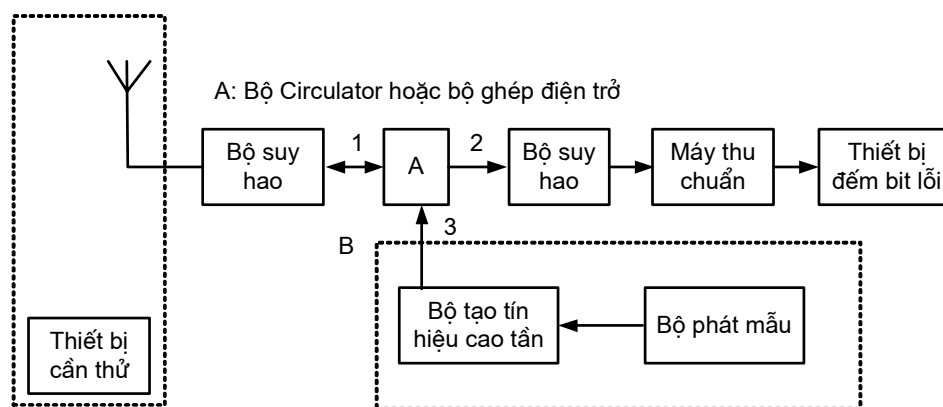 A: Bộ Circulator hoặc bộ ghép điện trở
Bộ suy
hao
1
A
2
Bộ suy
hao
Máy thu
chuẩn
Thiết bị
đếm bit lỗi
3
B
Bộ tạo tín
hiệu cao tần
Bộ phát mẫu
Thiết bị
cần thử